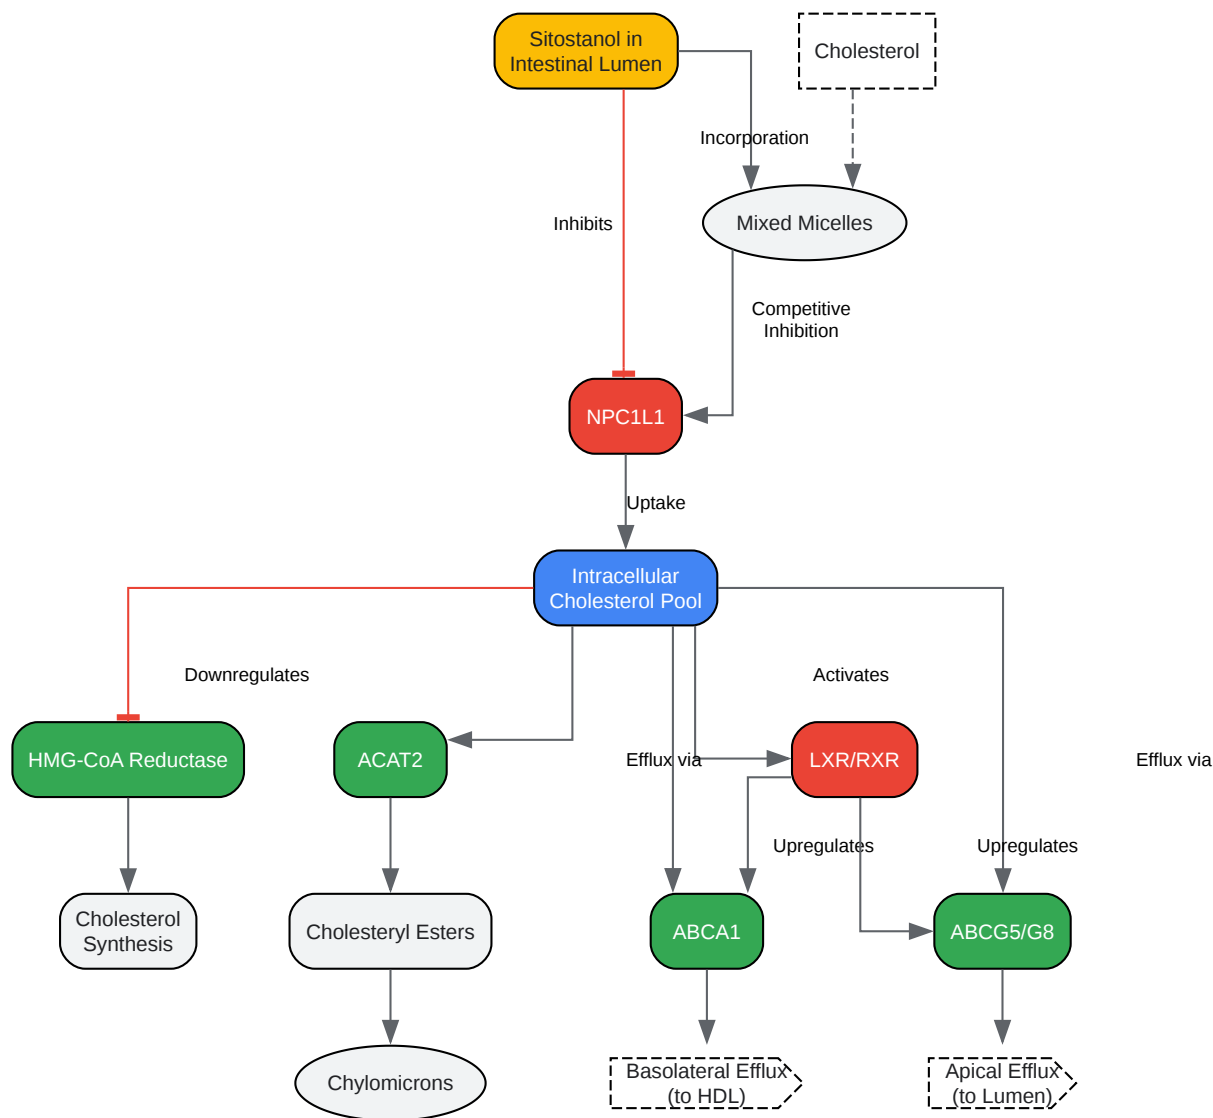 Sitostanol in
Intestinal Lumen
Cholesterol
Incorporation
Inhibits
Mixed Micelles
Competitive
Inhibition
NPC1L1
Uptake
Intracellular
Cholesterol Pool
Downregulates
Activates
HMG-CoA Reductase
ACAT2
Efflux via
LXR/RXR
Efflux via
Upregulates
Upregulates
Cholesterol
Synthesis
Cholesteryl Esters
ABCA1
ABCG5/G8
Chylomicrons
Basolateral Efflux
(to HDL)
Apical Efflux
(to Lumen)